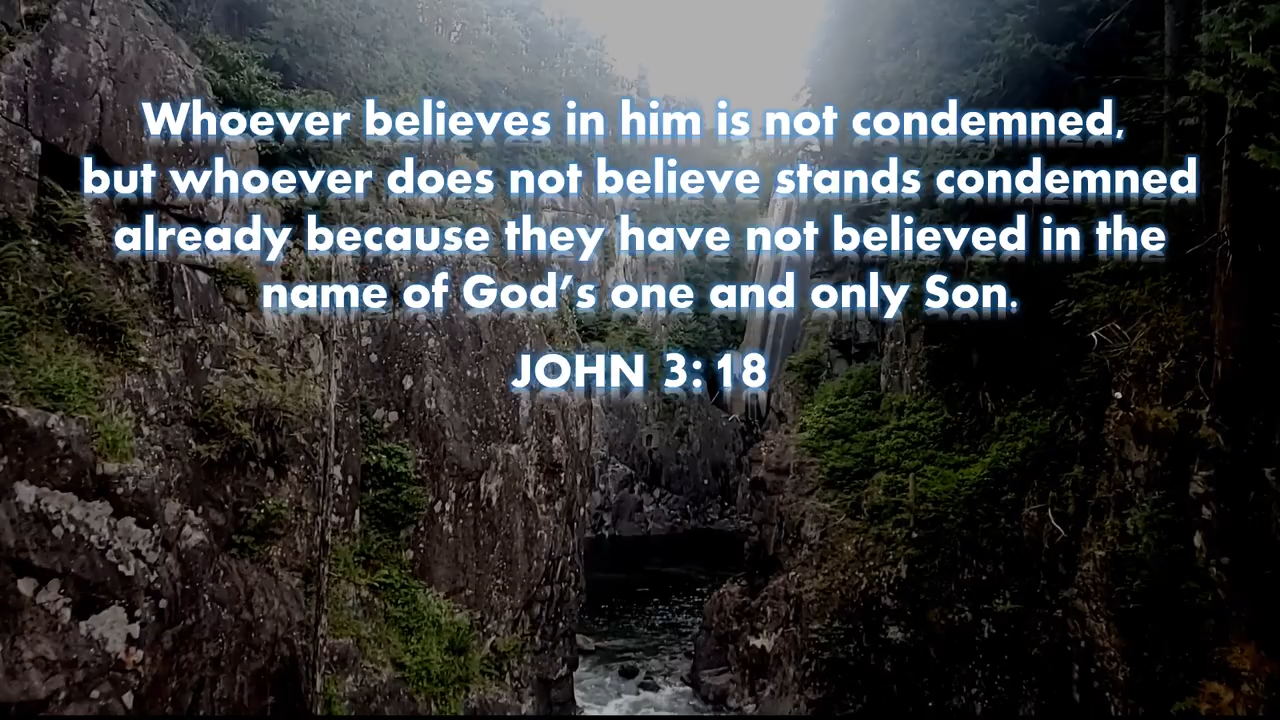 Whoever believes in him is not condemned,
but whoever does not believe stands condemned
already because they have not believed in the
name of God’s one and only Son.
JOHN 3: 18